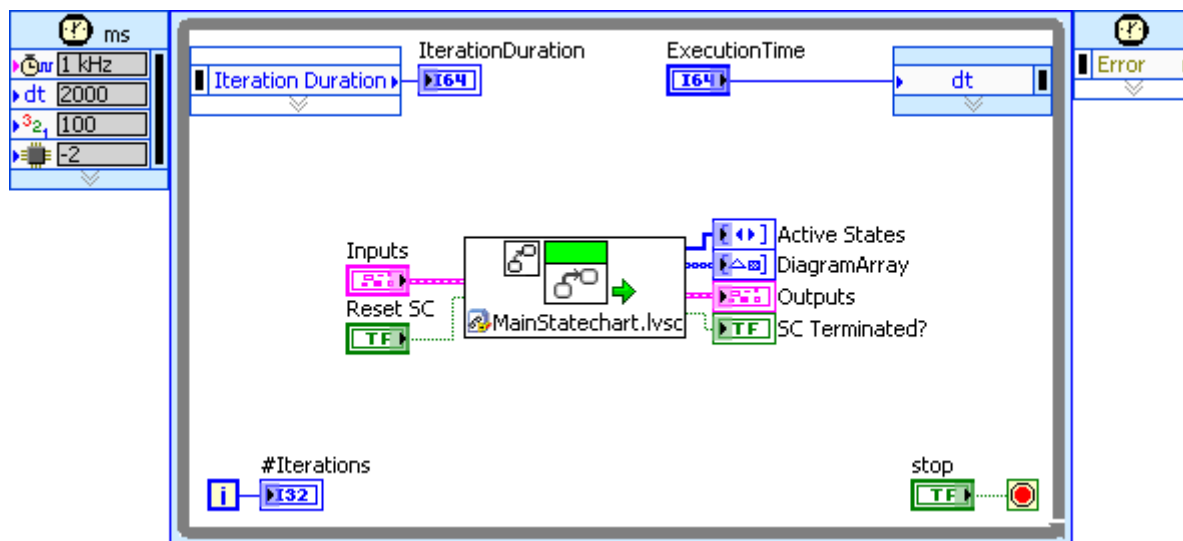 ms
1 kHz
dt 2000
321 100
-2
Iteration Duration
IterationDuration
I64
ExecutionTime
I64
dt
Error
Inputs
Reset SC
TF
MainStatechart.lvsc
Active States
DiagramArray
Outputs
TF SC Terminated?
#Iterations
i I32
stop
TF